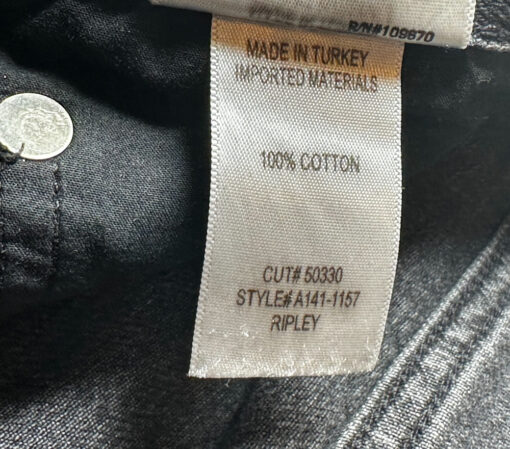 R/N#109870
MADE IN TURKEY
IMPORTED MATERIALS
100% COTTON
CUT# 50330
STYLE# A141-1157
RIPLEY